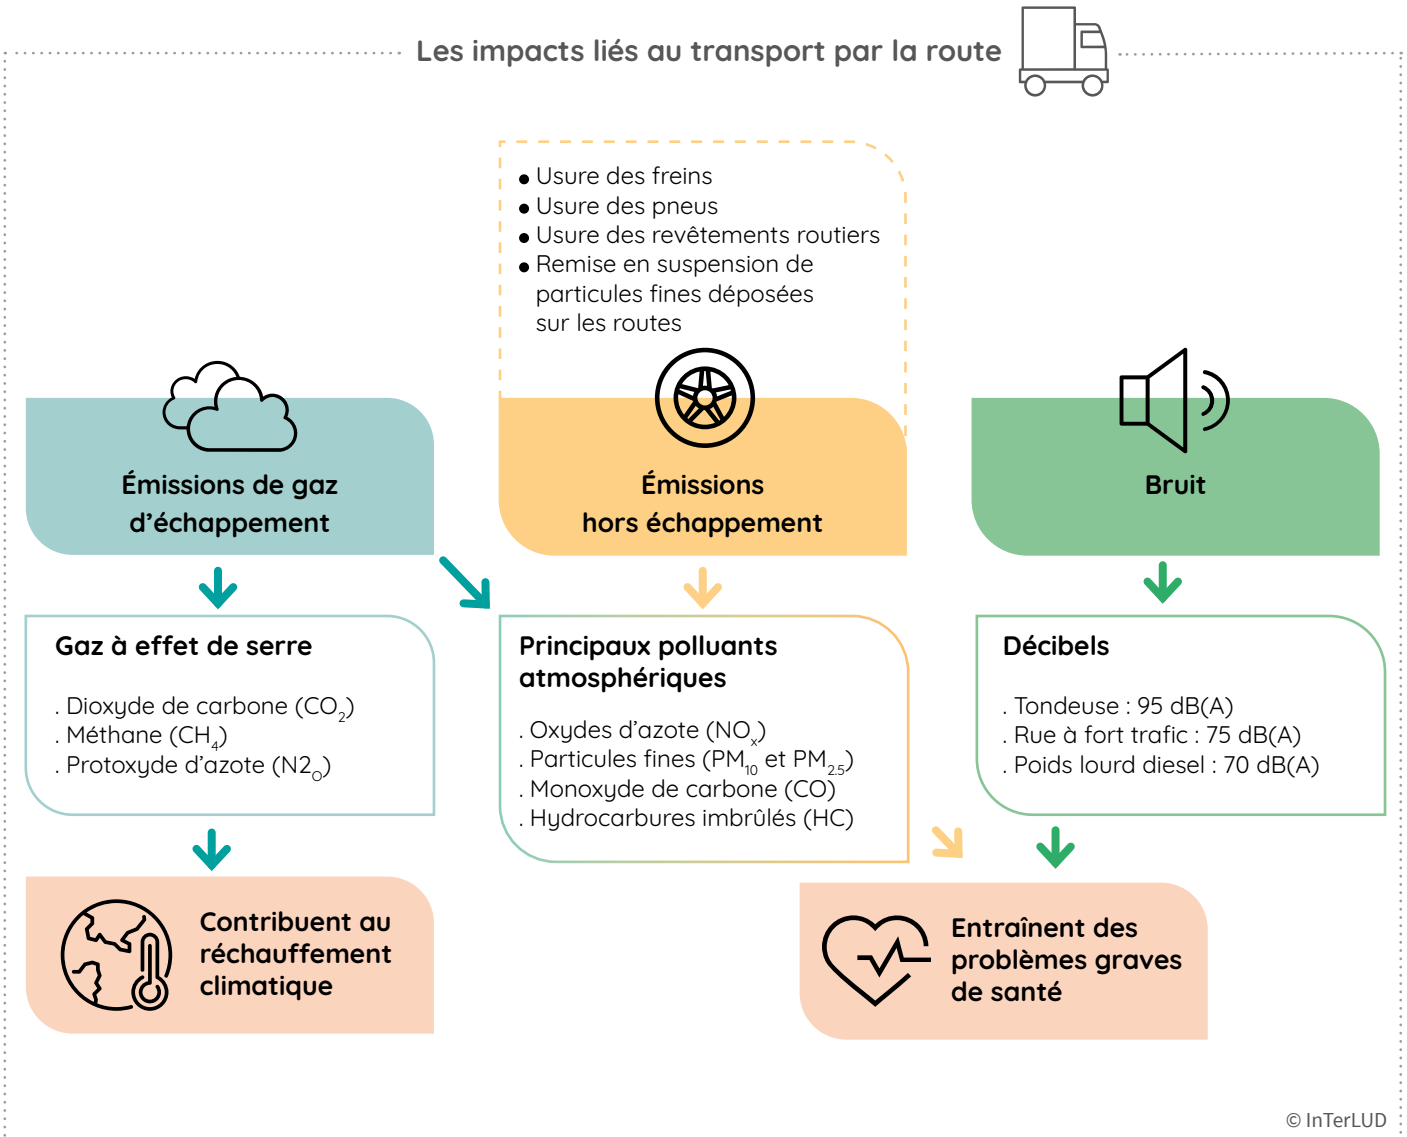 Les impacts liés au transport par la route
● Usure des freins
● Usure des pneus
● Usure des revêtements routiers
● Remise en suspension de
particules fines déposées
sur les routes
Émissions de gaz
d'échappement
Émissions
hors échappement
Bruit
Gaz à effet de serre
. Dioxyde de carbone (CO₂)
. Méthane (CH₄)
. Protoxyde d'azote (N2ₒ)
Principaux polluants
atmosphériques
. Oxydes d'azote (NOₓ)
. Particules fines (PM₁₀ et PM₂.₅)
. Monoxyde de carbone (CO)
. Hydrocarbures imbrûlés (HC)
Décibels
. Tondeuse : 95 dB(A)
. Rue à fort trafic : 75 dB(A)
. Poids lourd diesel : 70 dB(A)
Contribuent au
réchauffement
climatique
Entraînent des
problèmes graves
de santé
© InTerLUD